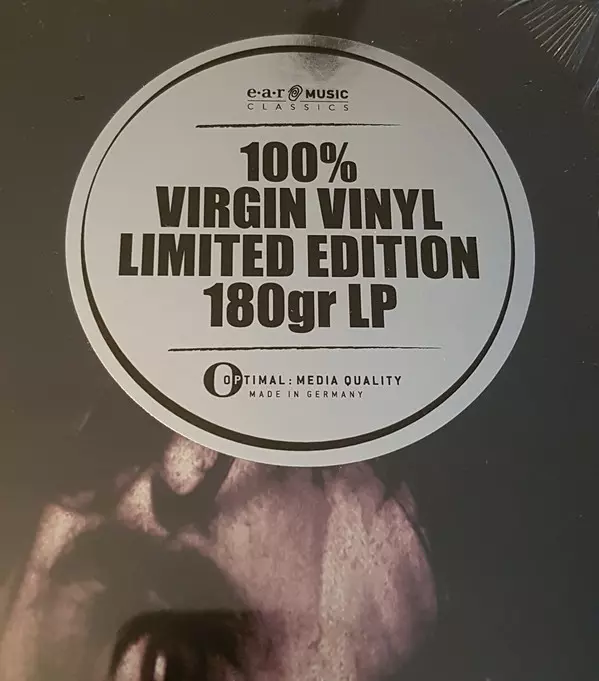 e·a·r MUSIC
CLASSICS
100%
VIRGIN VINYL
LIMITED EDITION
180gr LP
OPTIMAL: MEDIA QUALITY
MADE IN GERMANY